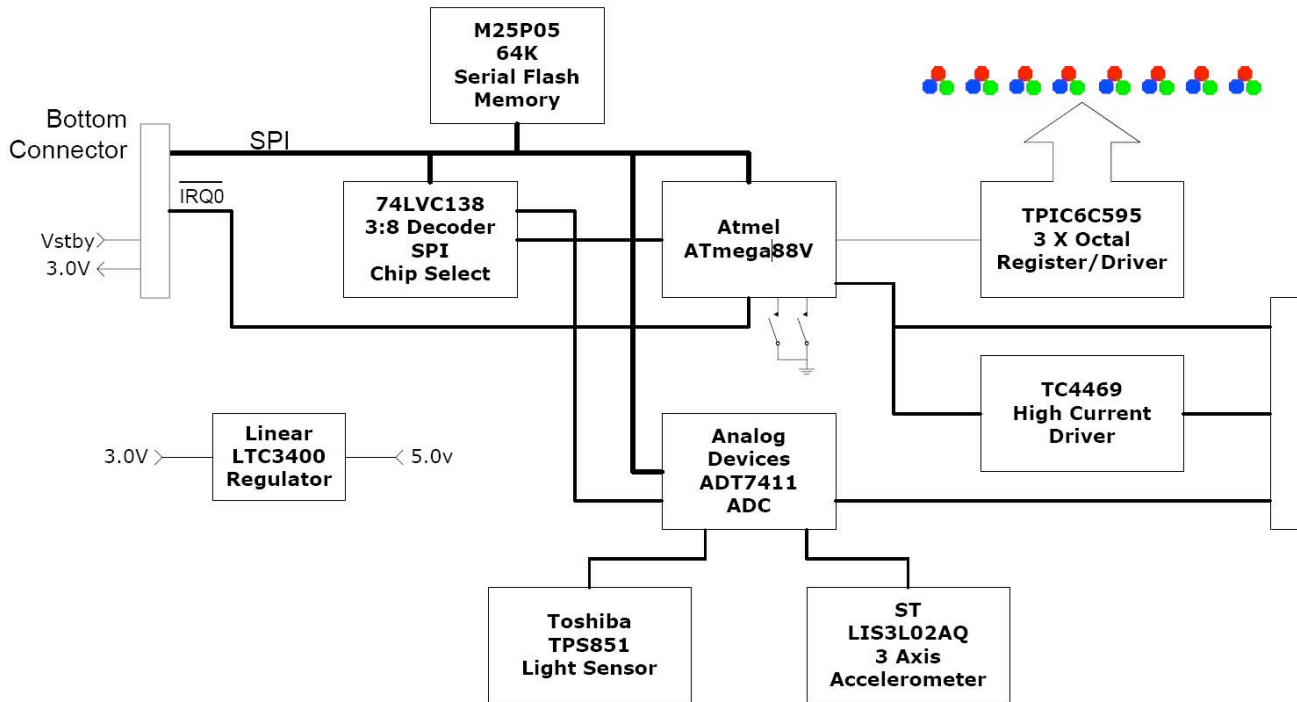 M25P05
64K
Serial Flash
Memory
Bottom
Connector
SPI
IRQ0
Vstby
3.0V
74LVC138
3:8 Decoder
SPI
Chip Select
Atmel
ATmega88V
TPIC6C595
3 X Octal
Register/Driver
TC4469
High Current
Driver
3.0V
Linear
LTC3400
Regulator
5.0v
Analog
Devices
ADT7411
ADC
Toshiba
TPS851
Light Sensor
ST
LIS3L02AQ
3 Axis
Accelerometer